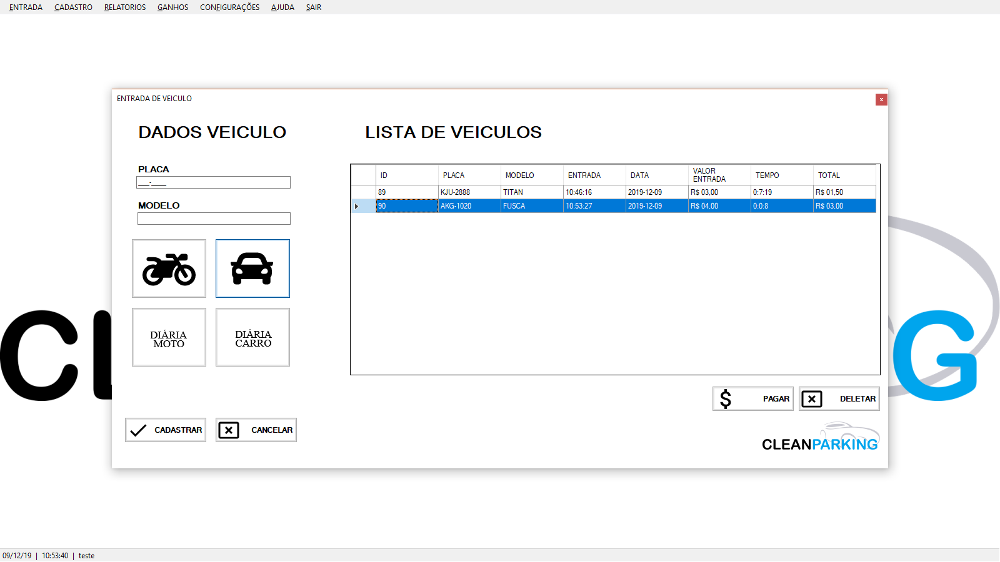 ENTRADA CADASTRO RELATORIOS GANHOS CONFIGURAÇÕES AJUDA SAIR
ENTRADA DE VEICULO
x
DADOS VEICULO
PLACA
___-____
MODELO
DIÁRIA
MOTO
DIÁRIA
CARRO
CADASTRAR
CANCELAR
LISTA DE VEICULOS
ID PLACA MODELO ENTRADA DATA VALOR ENTRADA TEMPO TOTAL
89 KJU-2888 TITAN 10:46:16 2019-12-09 R$ 03,00 0:7:19 R$ 01,50
90 AKG-1020 FUSCA 10:53:27 2019-12-09 R$ 04,00 0:0:8 R$ 03,00
$ PAGAR
DELETAR
CLEANPARKING
C
G
09/12/19 | 10:53:40 | teste